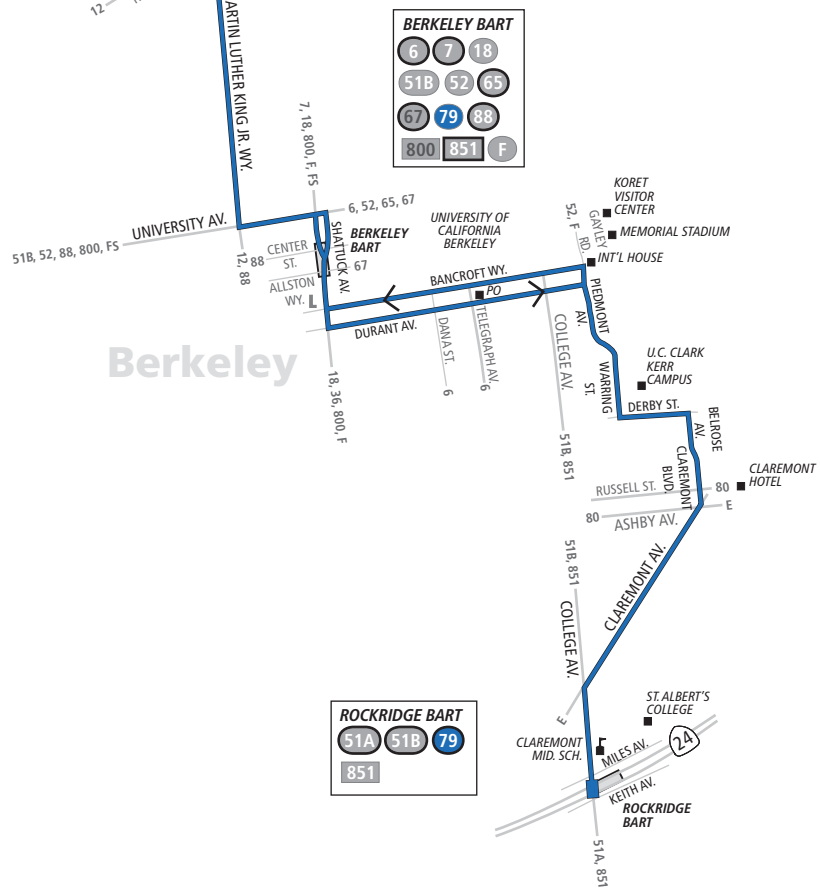 12
ARTIN LUTHER KING JR. WY.
BERKELEY BART
6 7 18
51B 52 65
67 79 88
800 851 F
7, 18, 800, F, FS
6, 52, 65, 67
UNIVERSITY AV.
51B, 52, 88, 800, FS
12, 88
88
CENTER
ST.
67
ALLSTON
WY.
L
SHATTUCK AV.
BERKELEY
BART
UNIVERSITY OF
CALIFORNIA
BERKELEY
52, F
GAYLEY
RD.
KORET
VISITOR
CENTER
MEMORIAL STADIUM
INT'L HOUSE
BANCROFT WY.
PO
DURANT AV.
DANA ST.
6
TELEGRAPH AV.
6
COLLEGE AV.
51B, 851
PIEDMONT
AV.
Berkeley
18, 36, 800, F
WARRING
ST.
U.C. CLARK
KERR
CAMPUS
DERBY ST.
BELROSE
AV.
CLAREMONT
BLVD.
CLAREMONT
HOTEL
RUSSELL ST.
80
80
ASHBY AV.
E
CLAREMONT AV.
51B, 851
COLLEGE AV.
E
ROCKRIDGE BART
51A 51B 79
851
ST. ALBERT'S
COLLEGE
CLAREMONT
MID. SCH.
MILES AV.
24
KEITH AV.
ROCKRIDGE
BART
51A, 851